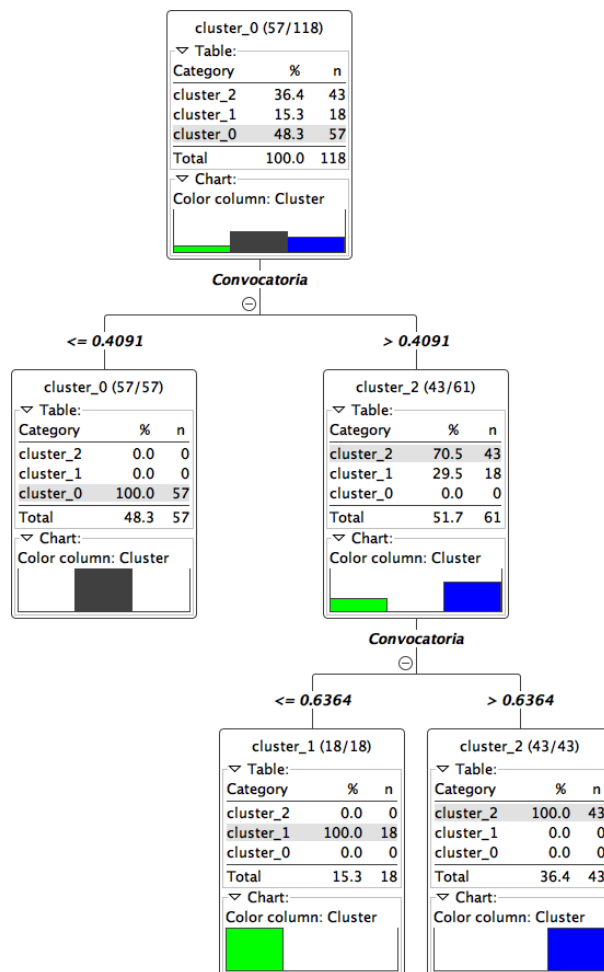 cluster_0 (57/118)
Table:
Category % n
cluster_2 36.4 43
cluster_1 15.3 18
cluster_0 48.3 57
Total 100.0 118
Chart:
Color column: Cluster
Convocatoria
<= 0.4091
> 0.4091
cluster_0 (57/57)
Table:
Category % n
cluster_2 0.0 0
cluster_1 0.0 0
cluster_0 100.0 57
Total 48.3 57
Chart:
Color column: Cluster
cluster_2 (43/61)
Table:
Category % n
cluster_2 70.5 43
cluster_1 29.5 18
cluster_0 0.0 0
Total 51.7 61
Chart:
Color column: Cluster
Convocatoria
<= 0.6364
> 0.6364
cluster_1 (18/18)
Table:
Category % n
cluster_2 0.0 0
cluster_1 100.0 18
cluster_0 0.0 0
Total 15.3 18
Chart:
Color column: Cluster
cluster_2 (43/43)
Table:
Category % n
cluster_2 100.0 43
cluster_1 0.0 0
cluster_0 0.0 0
Total 36.4 43
Chart:
Color column: Cluster